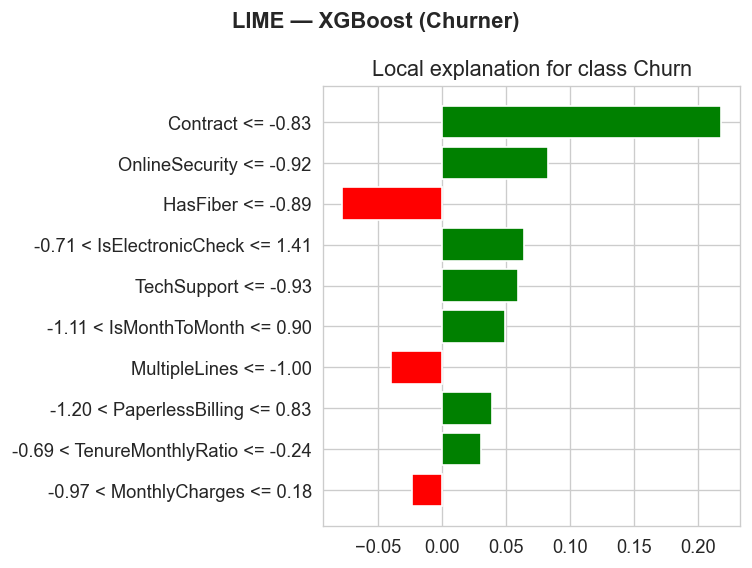 LIME — XGBoost (Churner)
Local explanation for class Churn
Contract <= -0.83
OnlineSecurity <= -0.92
HasFiber <= -0.89
-0.71 < IsElectronicCheck <= 1.41
TechSupport <= -0.93
-1.11 < IsMonthToMonth <= 0.90
MultipleLines <= -1.00
-1.20 < PaperlessBilling <= 0.83
-0.69 < TenureMonthlyRatio <= -0.24
-0.97 < MonthlyCharges <= 0.18
−0.05 0.00 0.05 0.10 0.15 0.20